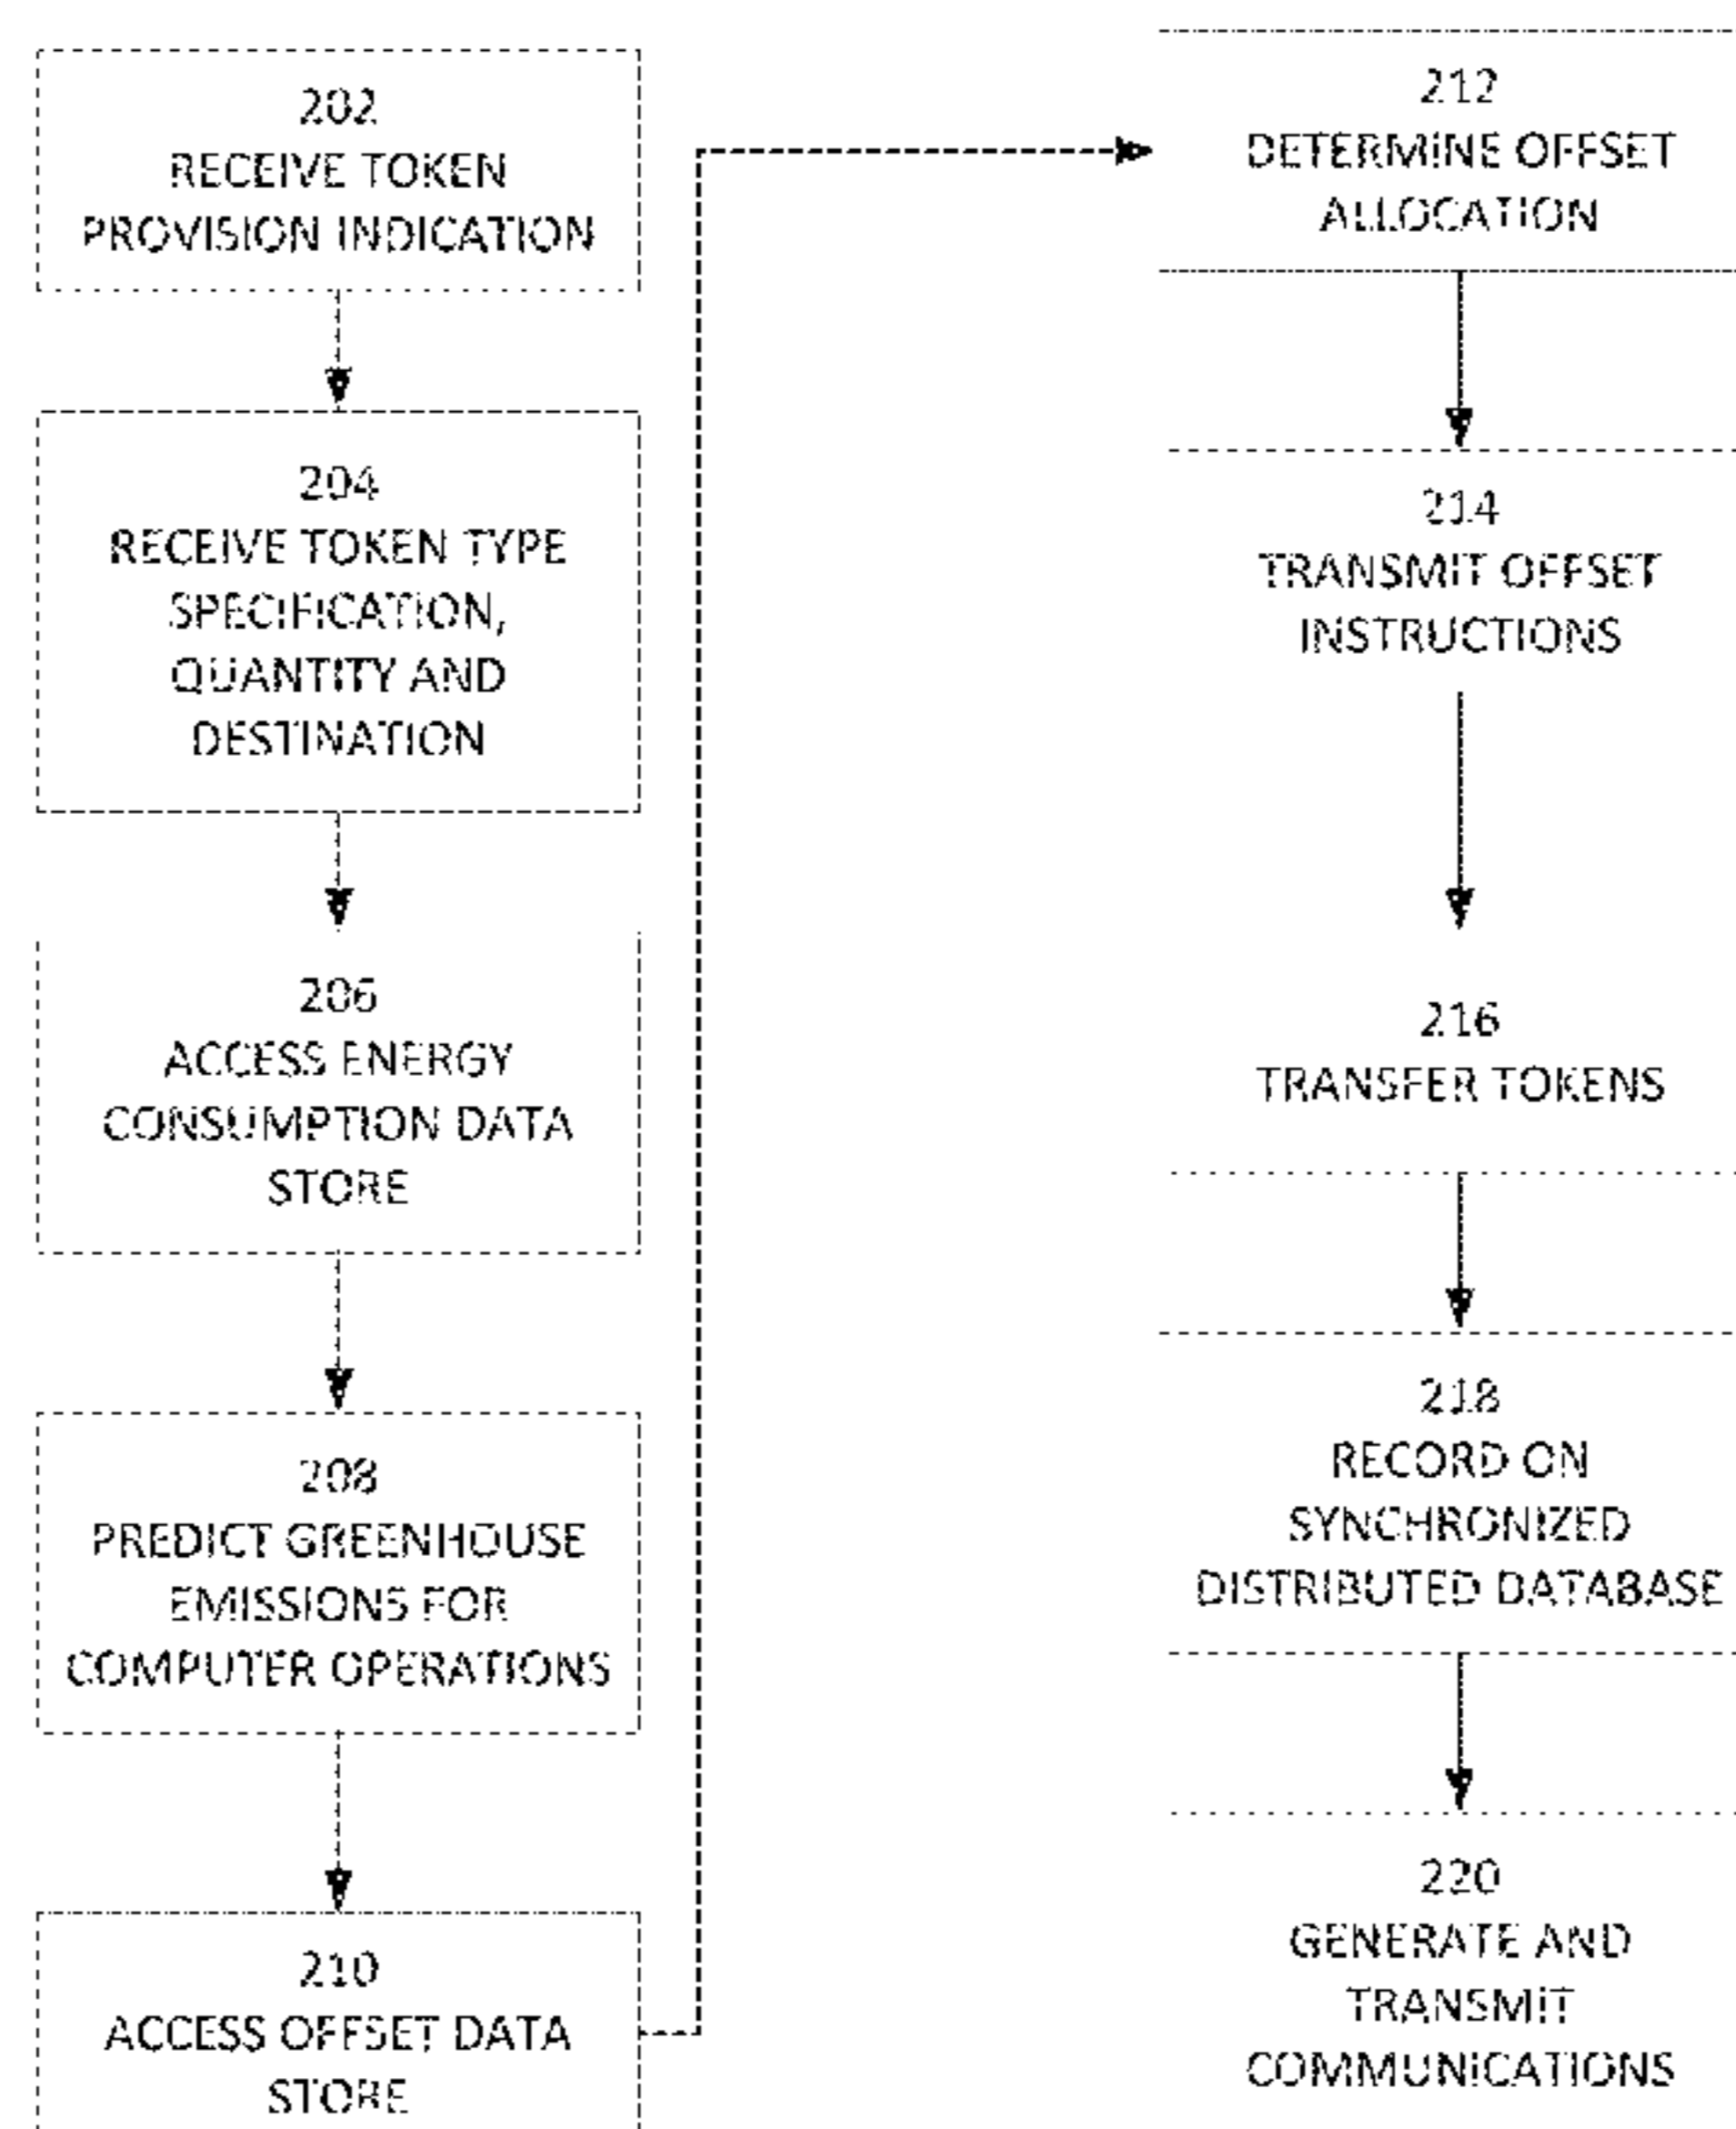 202
RECEIVE TOKEN
PROVISION INDICATION
204
RECEIVE TOKEN TYPE
SPECIFICATION,
QUANTITY AND
DESTINATION
206
ACCESS ENERGY
CONSUMPTION DATA
STORE
208
PREDICT GREENHOUSE
EMISSIONS FOR
COMPUTER OPERATIONS
210
ACCESS OFFSET DATA
STORE
212
DETERMINE OFFSET
ALLOCATION
214
TRANSMIT OFFSET
INSTRUCTIONS
216
TRANSFER TOKENS
218
RECORD ON
SYNCHRONIZED
DISTRIBUTED DATABASE
220
GENERATE AND
TRANSMIT
COMMUNICATIONS